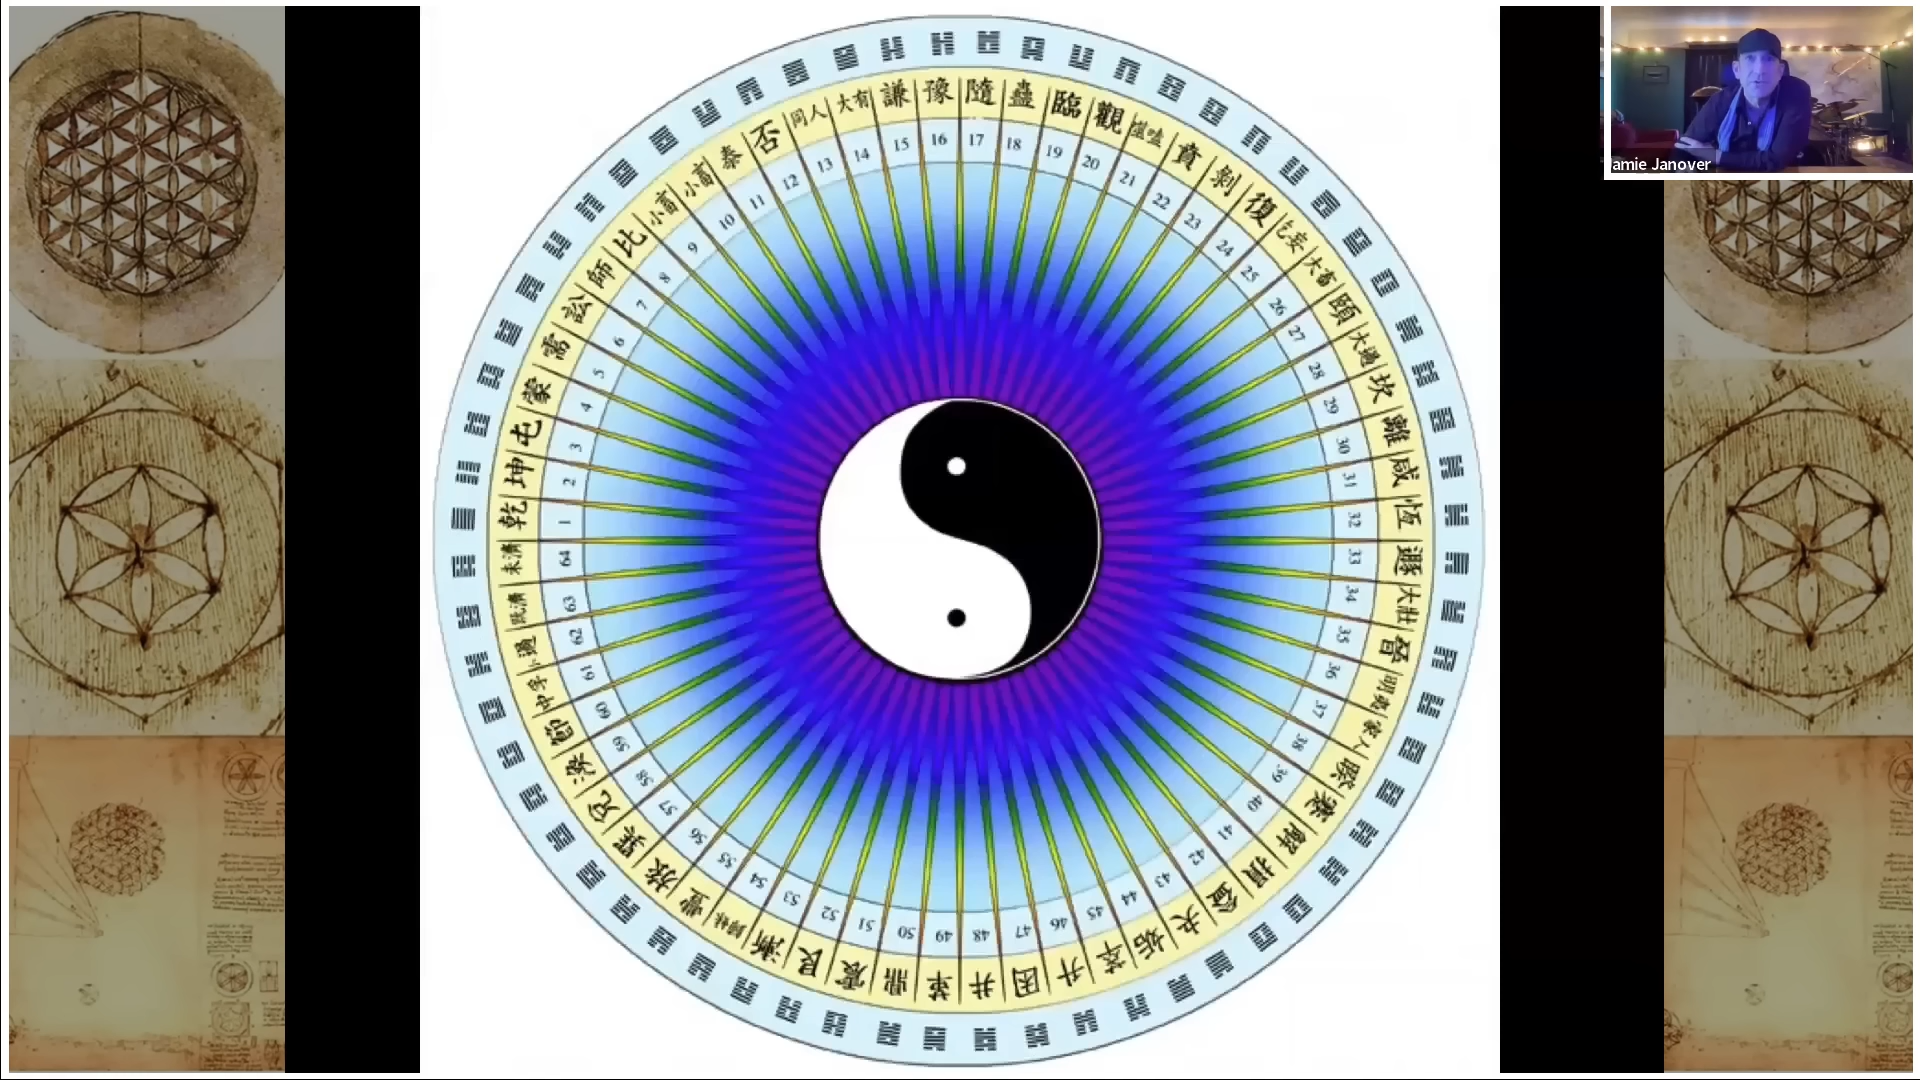 amie Janover
乾
坤
屯
蒙
需
訟
師
比
小畜
小畜
泰
否
同人
大有
謙
豫
隨
蠱
臨
觀
噬嗑
賁
剝
復
大畜
頤
大過
坎
離
咸
恆
遯
大壯
晉
家人
睽
解
損
益
夬
姤
萃
升
困
井
革
鼎
震
艮
漸
歸妹
豐
旅
巽
兌
渙
節
中孚
小過
既濟
未濟
1
2
3
4
5
6
7
8
9
10
11
12
13
14
15
16
17
18
19
20
21
22
23
24
25
26
27
28
29
30
31
32
33
34
35
36
37
38
39
40
41
42
43
44
45
46
47
48
49
50
51
52
53
54
55
56
57
58
59
60
61
62
63
64